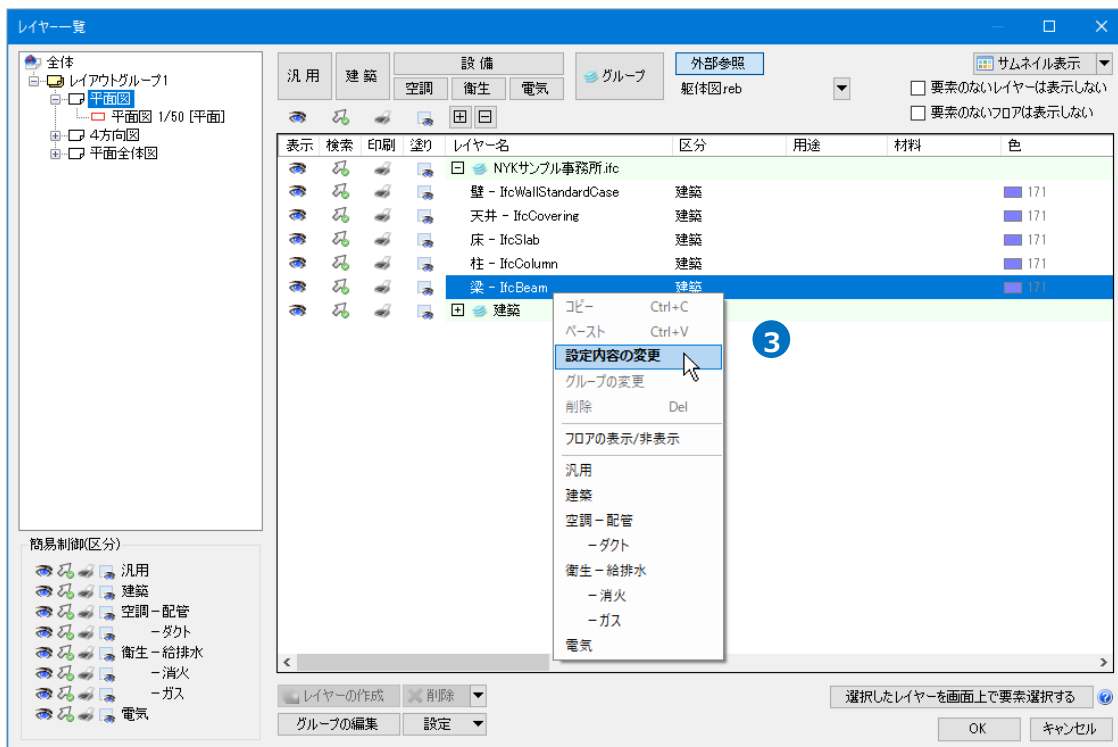 レイヤー一覧
全体
レイアウトグループ1
平面図
平面図 1/50 [平面]
4方向図
平面全体図
汎用
建築
設備
空調
衛生
電気
グループ
外部参照
躯体図.reb
サムネイル表示
要素のないレイヤーは表示しない
要素のないフロアは表示しない
表示 検索 印刷 塗り レイヤー名 区分 用途 材料 色
NYKサンプル事務所.ifc
壁 - IfcWallStandardCase 建築 171
天井 - IfcCovering 建築 171
床 - IfcSlab 建築 171
柱 - IfcColumn 建築 171
梁 - IfcBeam 建築 171
建築
コピー Ctrl+C
ペースト Ctrl+V
設定内容の変更
グループの変更
削除 Del
フロアの表示/非表示
汎用
建築
空調－配管
－ダクト
衛生－給排水
－消火
－ガス
電気
3
簡易制御(区分)
汎用
建築
空調－配管
－ダクト
衛生－給排水
－消火
－ガス
電気
レイヤーの作成
削除
グループの編集
設定
選択したレイヤーを画面上で要素選択する
OK
キャンセル